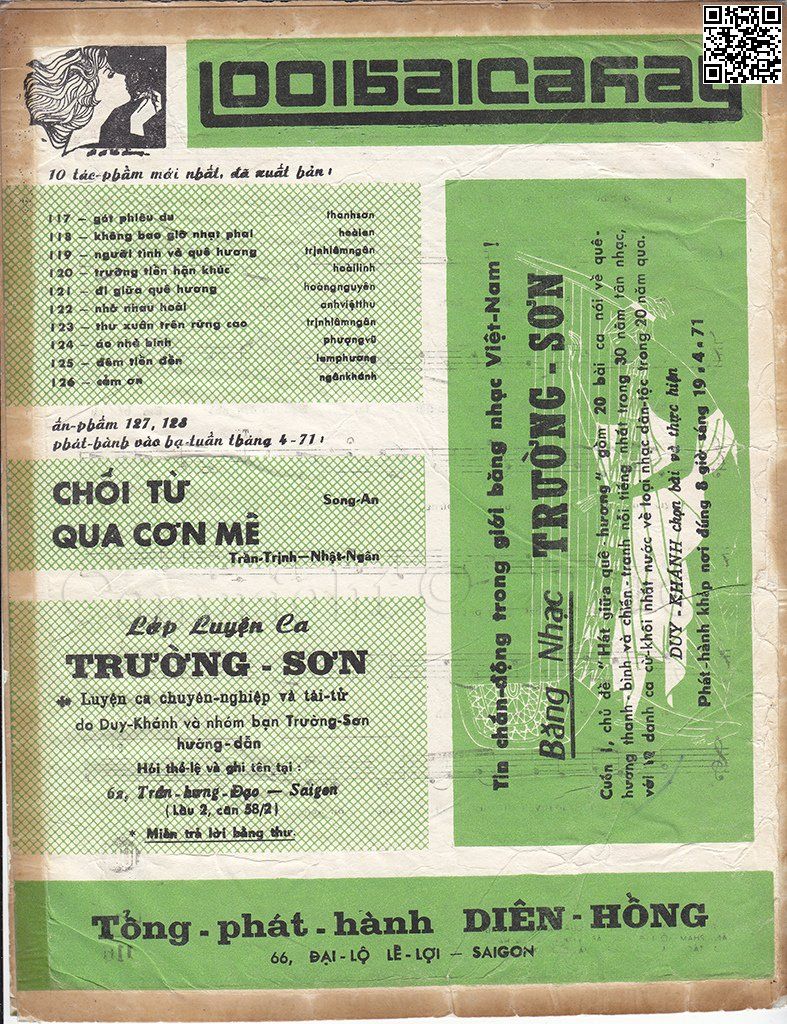 1001 bài ca hay
10 tác-phẩm mới nhất, đã xuất bản :
117 – gót phiêu du thanhsơn
118 – không bao giờ nhạt phai hoàien
119 – người tình và quê hương trịnhlâmngân
120 – trường tiền hận khúc hoàilinh
121 – đi giữa quê hương hoàngnguyên
122 – nhớ nhau hoài anhviệtthu
123 – thư xuân trên rừng cao trịnhlâmngân
124 – áo nhà binh phượngvũ
125 – đêm tiền đồn lamphương
126 – cám ơn ngânkhánh
ấn-phẩm 127, 128
phát-hành vào hạ-tuần tháng 4-71 :
CHỐI TỪ Song-An
QUA CƠN MÊ
Trần-Trịnh—Nhật-Ngân
Lớp Luyện Ca
TRƯỜNG - SƠN
Luyện ca chuyên-nghiệp và tài-tử
do Duy-Khánh và nhóm bạn Trường-Sơn
hướng-dẫn
Hỏi thể-lệ và ghi tên tại :
62, Trần-hưng-Đạo — Saigon
(Lầu 2, căn 58/2)
* Miễn trả lời bằng thư.
Tin chấn-động trong giới băng nhạc Việt-Nam !
Băng Nhạc TRƯỜNG - SƠN
Cuốn I, chủ đề "Hát giữa quê hương" gồm 20 bài ca nói về quê-
hương thanh-bình và chiến-tranh nổi tiếng nhất trong 30 năm tân nhạc,
với 12 danh ca cừ-khôi nhất nước về loại nhạc dân-tộc trong 20 năm qua.
DUY-KHÁNH chọn bài và thực hiện
Phát-hành khắp nơi đúng 8 giờ sáng 19.4.71
Tổng - phát - hành DIÊN - HỒNG
66, ĐẠI-LỘ LÊ-LỢI — SAIGON